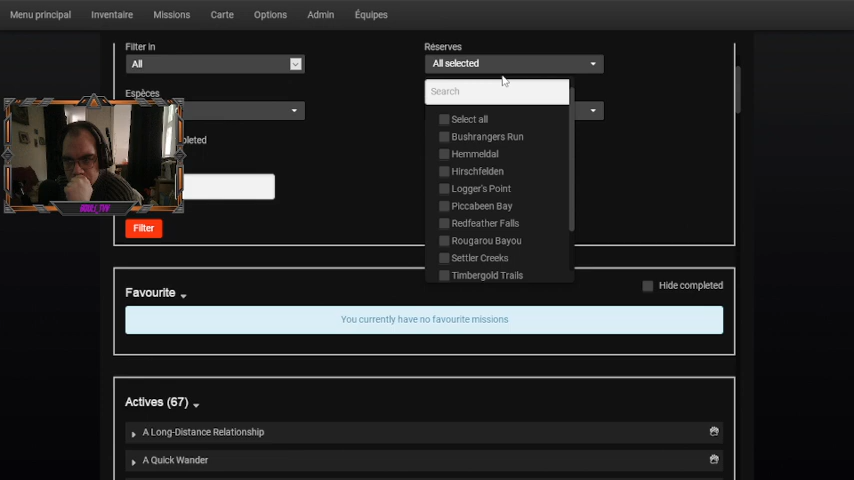 Menu principal Inventaire Missions Carte Options Admin Équipes
Filter in Réserves
All All selected
Espèces Search
Select all
Bushrangers Run
Hemmeldal
Hirschfelden
Logger's Point
Piccabeen Bay
Redfeather Falls
Rougarou Bayou
Settler Creeks
Timbergold Trails
Filter
Favourite Hide completed
You currently have no favourite missions
Actives (67)
A Long-Distance Relationship
A Quick Wander